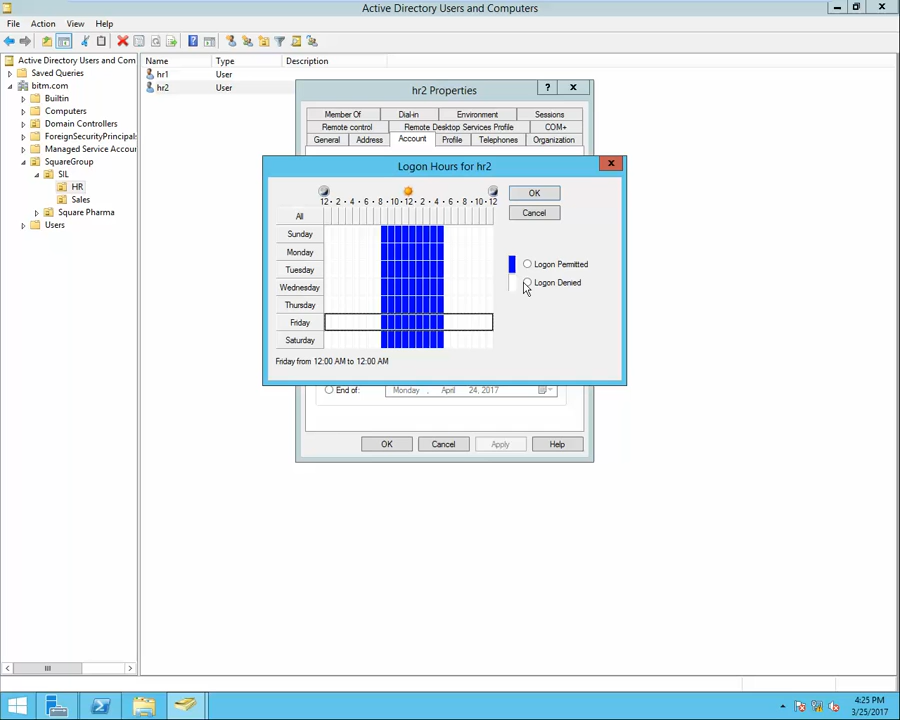 Active Directory Users and Computers
File Action View Help
Active Directory Users and Com
Saved Queries
bitm.com
Builtin
Computers
Domain Controllers
ForeignSecurityPrincipals
Managed Service Accour
SquareGroup
SIL
HR
Sales
Square Pharma
Users
Name Type Description
hr1 User
hr2 User
hr2 Properties
Member Of Dial-in Environment Sessions
Remote control Remote Desktop Services Profile COM+
General Address Account Profile Telephones Organization
Logon Hours for hr2
12 · 2 · 4 · 6 · 8 · 10 · 12 · 2 · 4 · 6 · 8 · 10 · 12
All
Sunday
Monday
Tuesday
Wednesday
Thursday
Friday
Saturday
Friday from 12:00 AM to 12:00 AM
OK
Cancel
Logon Permitted
Logon Denied
End of: Monday , April 24, 2017
OK Cancel Apply Help
4:25 PM
3/25/2017